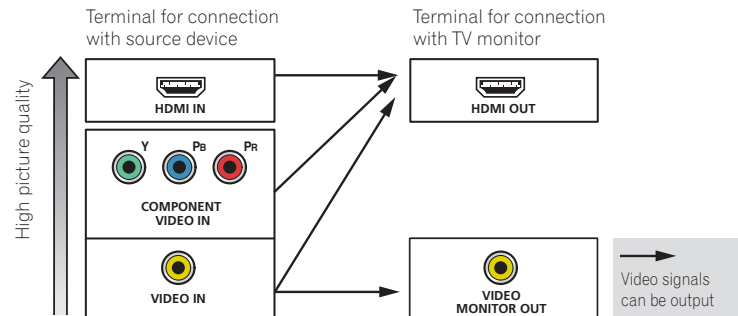 Terminal for connection
with source device
Terminal for connection
with TV monitor
High picture quality
HDMI IN
HDMI OUT
Y
PB
PR
COMPONENT
VIDEO IN
VIDEO IN
VIDEO
MONITOR OUT
Video signals
can be output